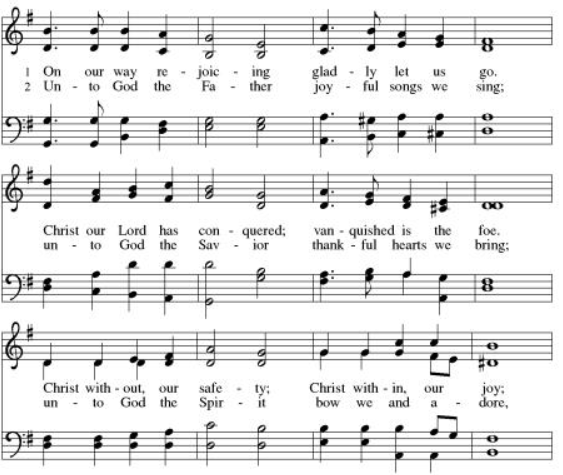 1 On our way re - joic - ing glad - ly let us go.
2 Un - to God the Fa - ther joy - ful songs we sing;
Christ our Lord has con - quered; van - quished is the foe.
un - to God the Sav - ior thank - ful hearts we bring;
Christ with - out, our safe - ty; Christ with - in, our joy;
un - to God the Spir - it bow we and a - dore,